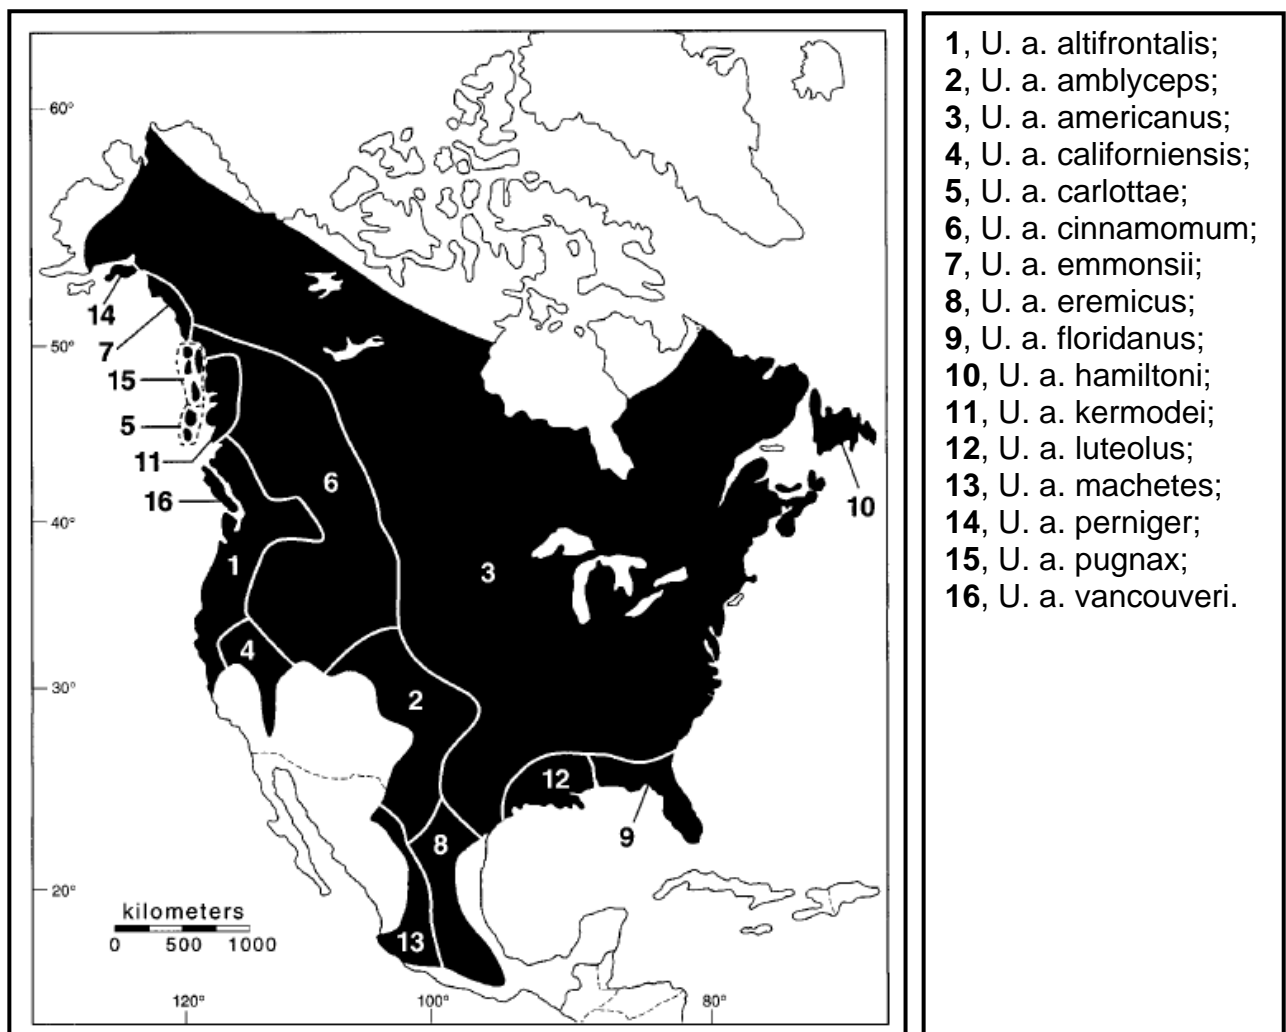 60°
50°
40°
30°
20°
14
7
15
5
11
16
6
1
3
10
4
2
12
9
8
13
kilometers
0 500 1000
120° 100° 80°
1, U. a. altifrontalis;
2, U. a. amblyceps;
3, U. a. americanus;
4, U. a. californiensis;
5, U. a. carlottae;
6, U. a. cinnamomum;
7, U. a. emmonsii;
8, U. a. eremicus;
9, U. a. floridanus;
10, U. a. hamiltoni;
11, U. a. kermodei;
12, U. a. luteolus;
13, U. a. machetes;
14, U. a. perniger;
15, U. a. pugnax;
16, U. a. vancouveri.